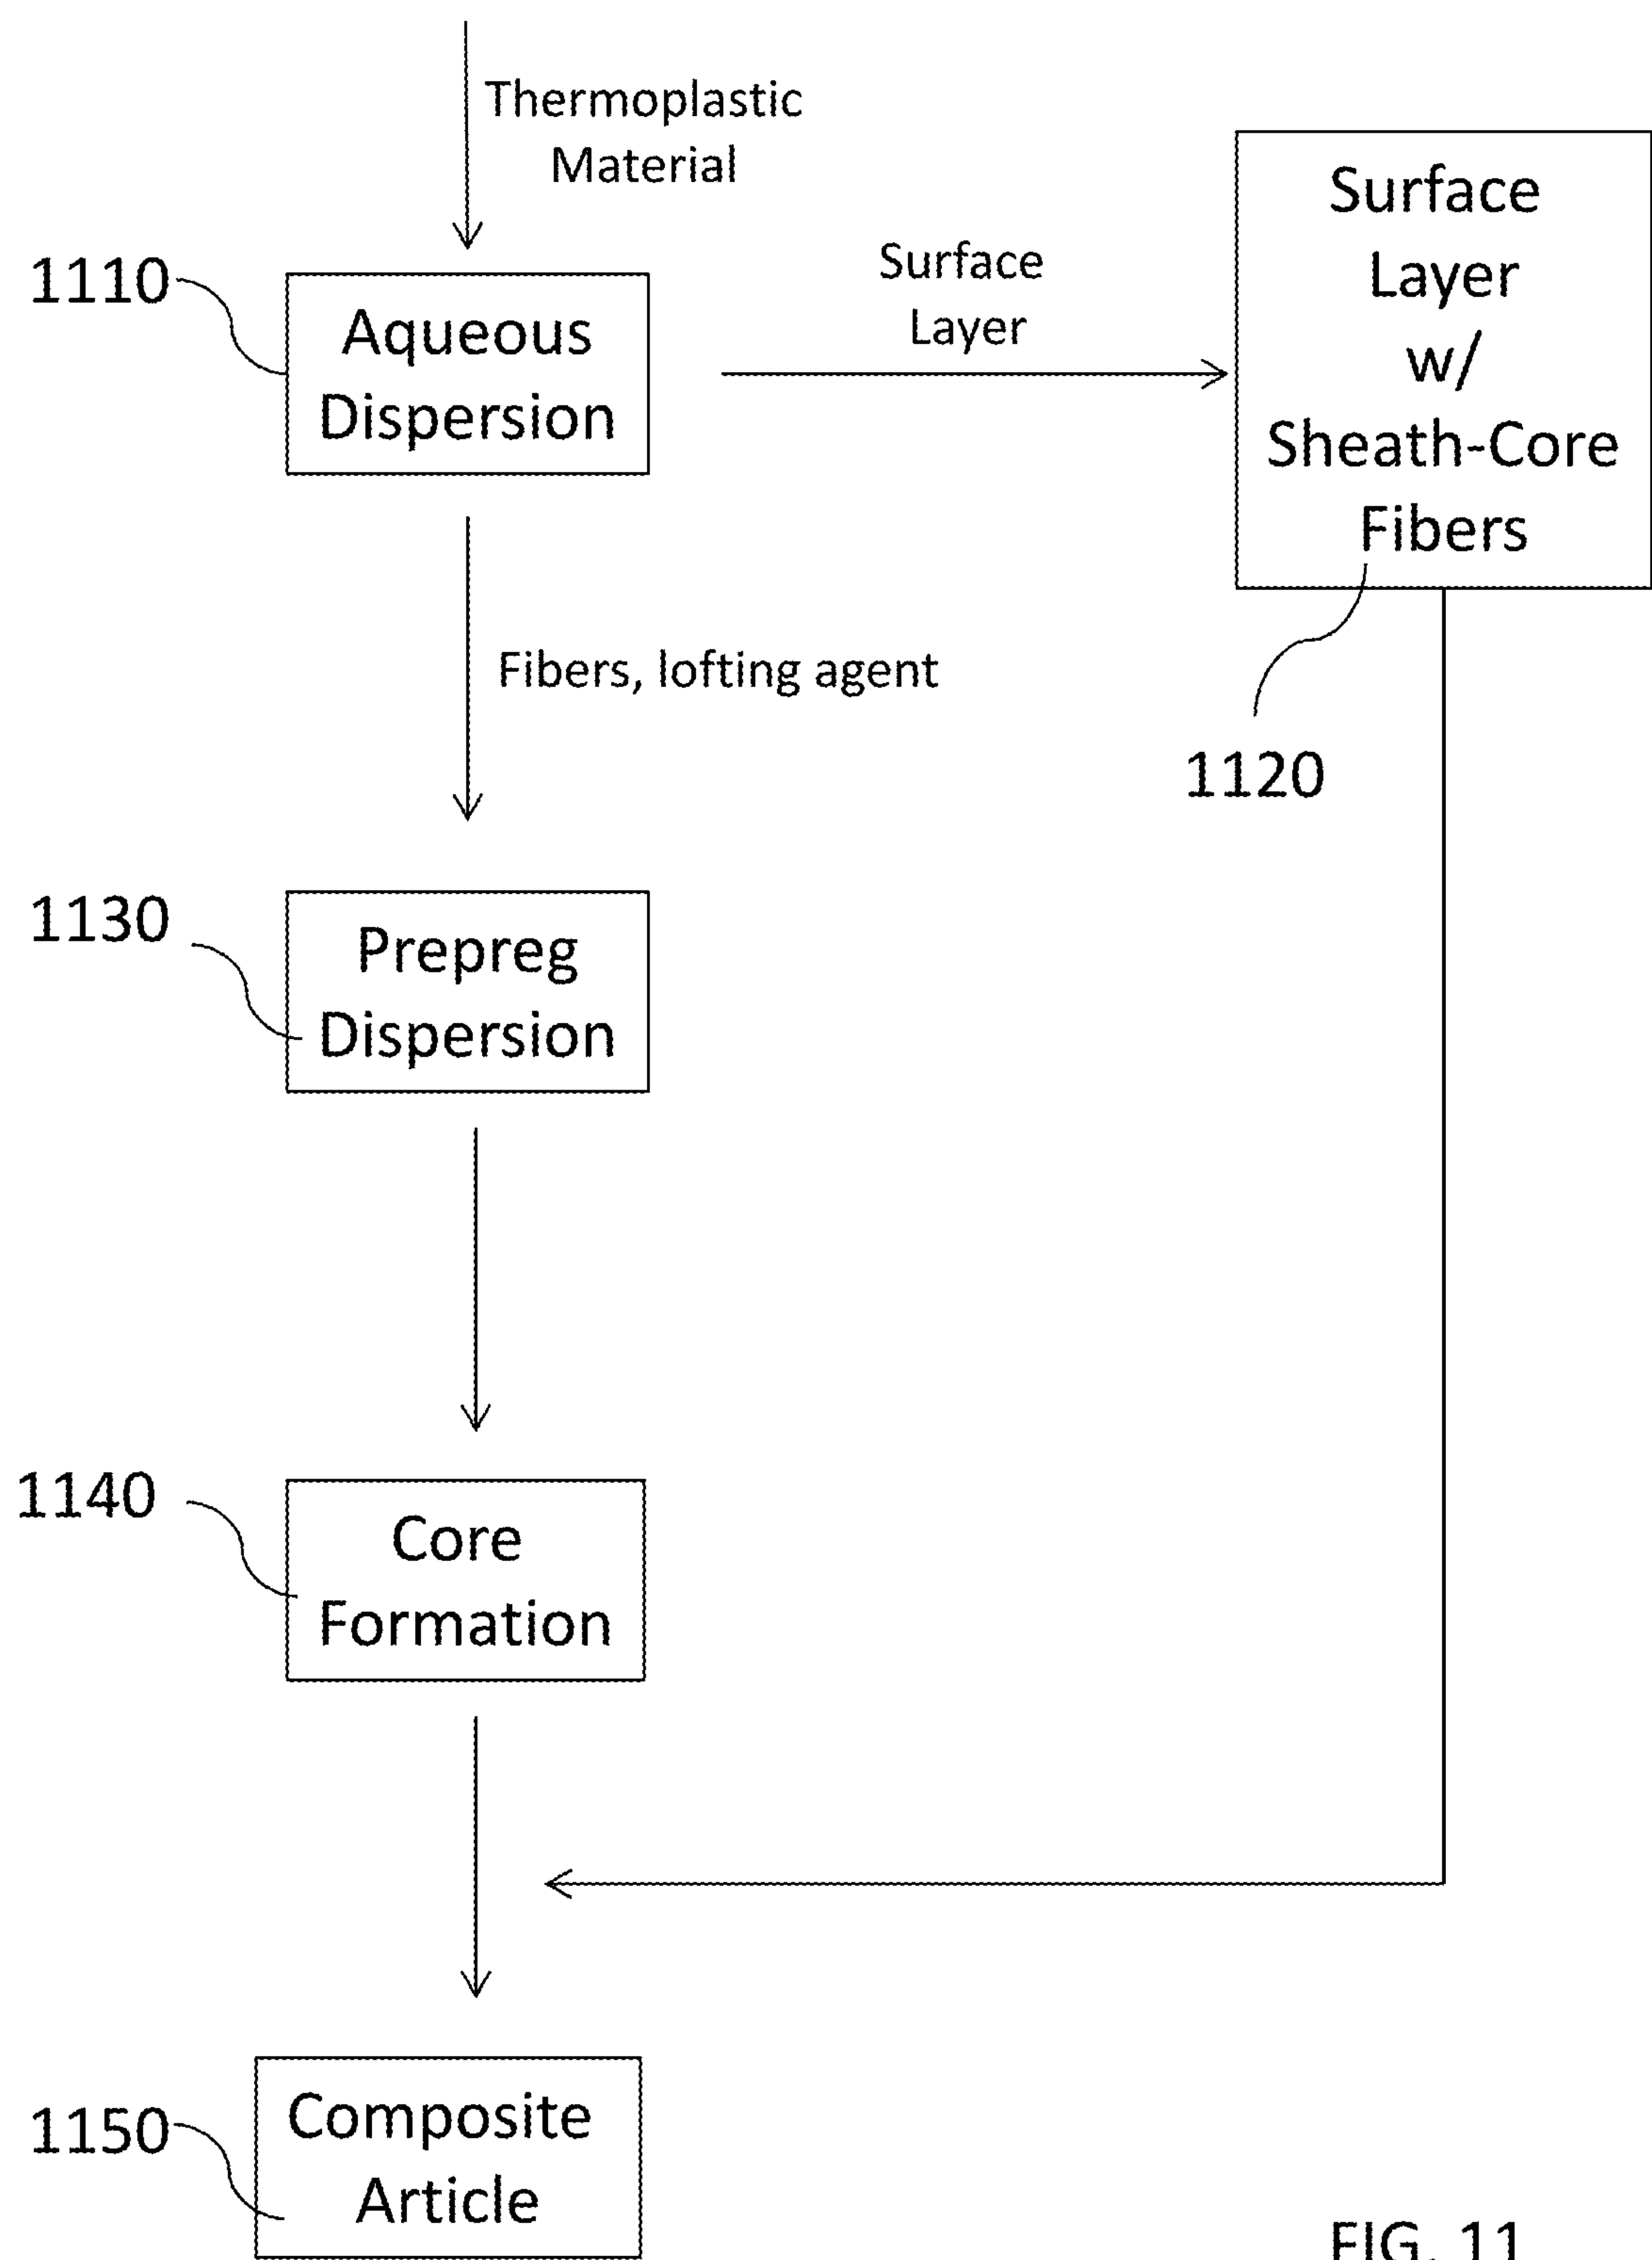 Thermoplastic
Material
1110
Aqueous
Dispersion
Surface
Layer
Surface
Layer
w/
Sheath-Core
Fibers
1120
Fibers, lofting agent
1130
Prepreg
Dispersion
1140
Core
Formation
1150
Composite
Article
FIG. 11